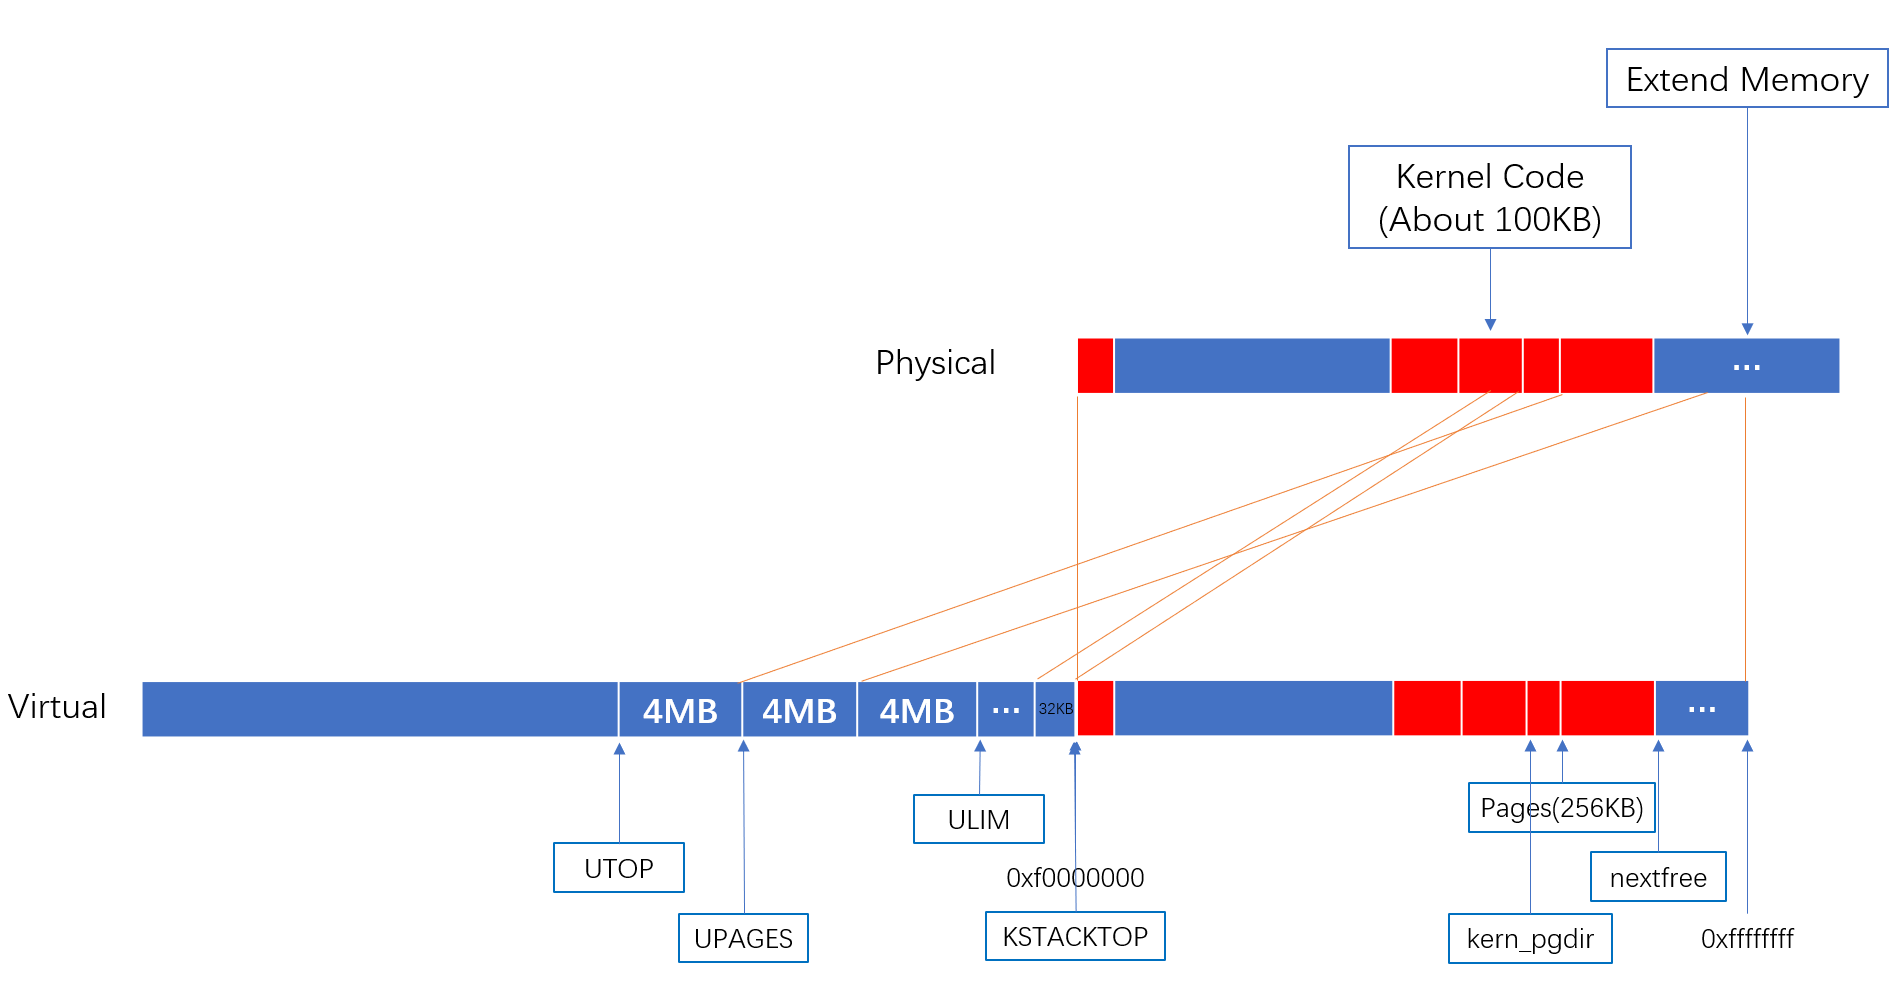 Extend Memory
Kernel Code
(About 100KB)
Physical
...
Virtual
4MB
4MB
4MB
...
32KB
...
Pages(256KB)
ULIM
UTOP
0xf0000000
nextfree
UPAGES
KSTACKTOP
kern_pgdir
0xffffffff